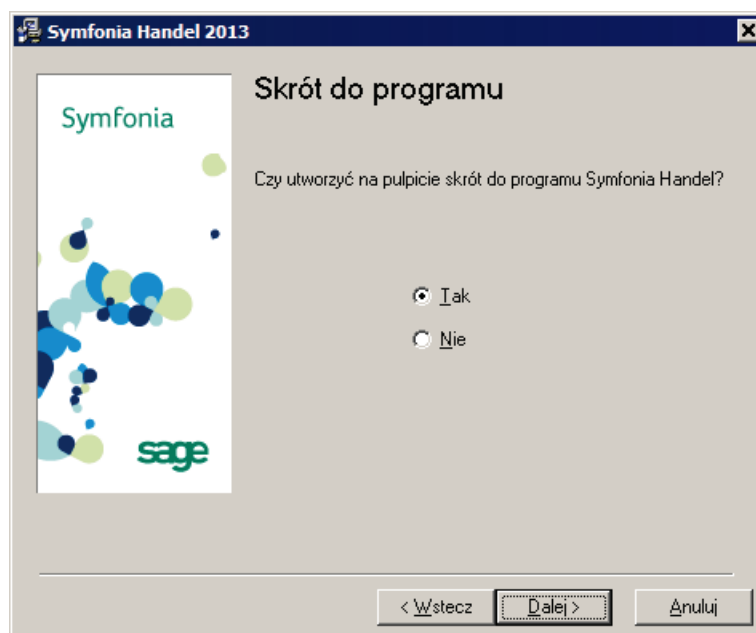 Symfonia Handel 2013
Symfonia
sage
Skrót do programu
Czy utworzyć na pulpicie skrót do programu Symfonia Handel?
Tak
Nie
< Wstecz
Dalej >
Anuluj